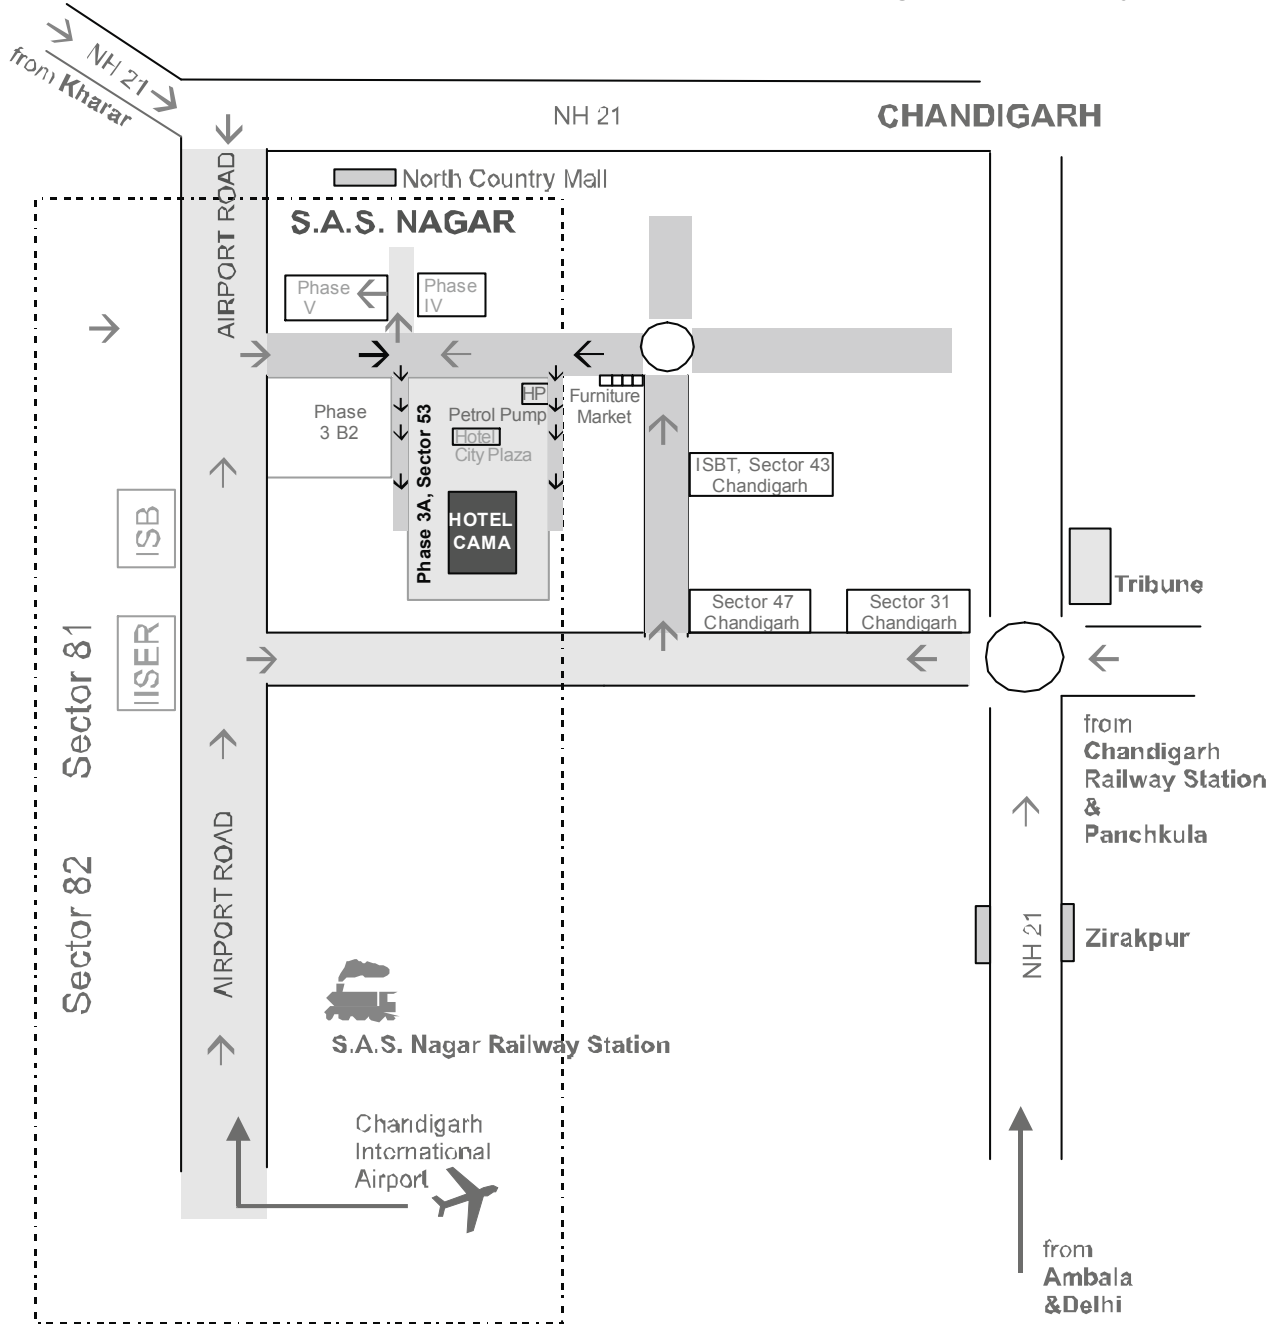 NH 21
from Kharar
NH 21
CHANDIGARH
AIRPORT ROAD
North Country Mall
S.A.S. NAGAR
Phase
V
Phase
IV
Phase
3 B2
Phase 3A, Sector 53
HP
Petrol Pump
Hotel
City Plaza
HOTEL
CAMA
Furniture
Market
ISBT, Sector 43
Chandigarh
ISB
IISER
Sector 81
Sector 82
Sector 47
Chandigarh
Sector 31
Chandigarh
Tribune
from
Chandigarh
Railway Station
&
Panchkula
AIRPORT ROAD
NH 21
Zirakpur
S.A.S. Nagar Railway Station
Chandigarh
International
Airport
from
Ambala
&Delhi